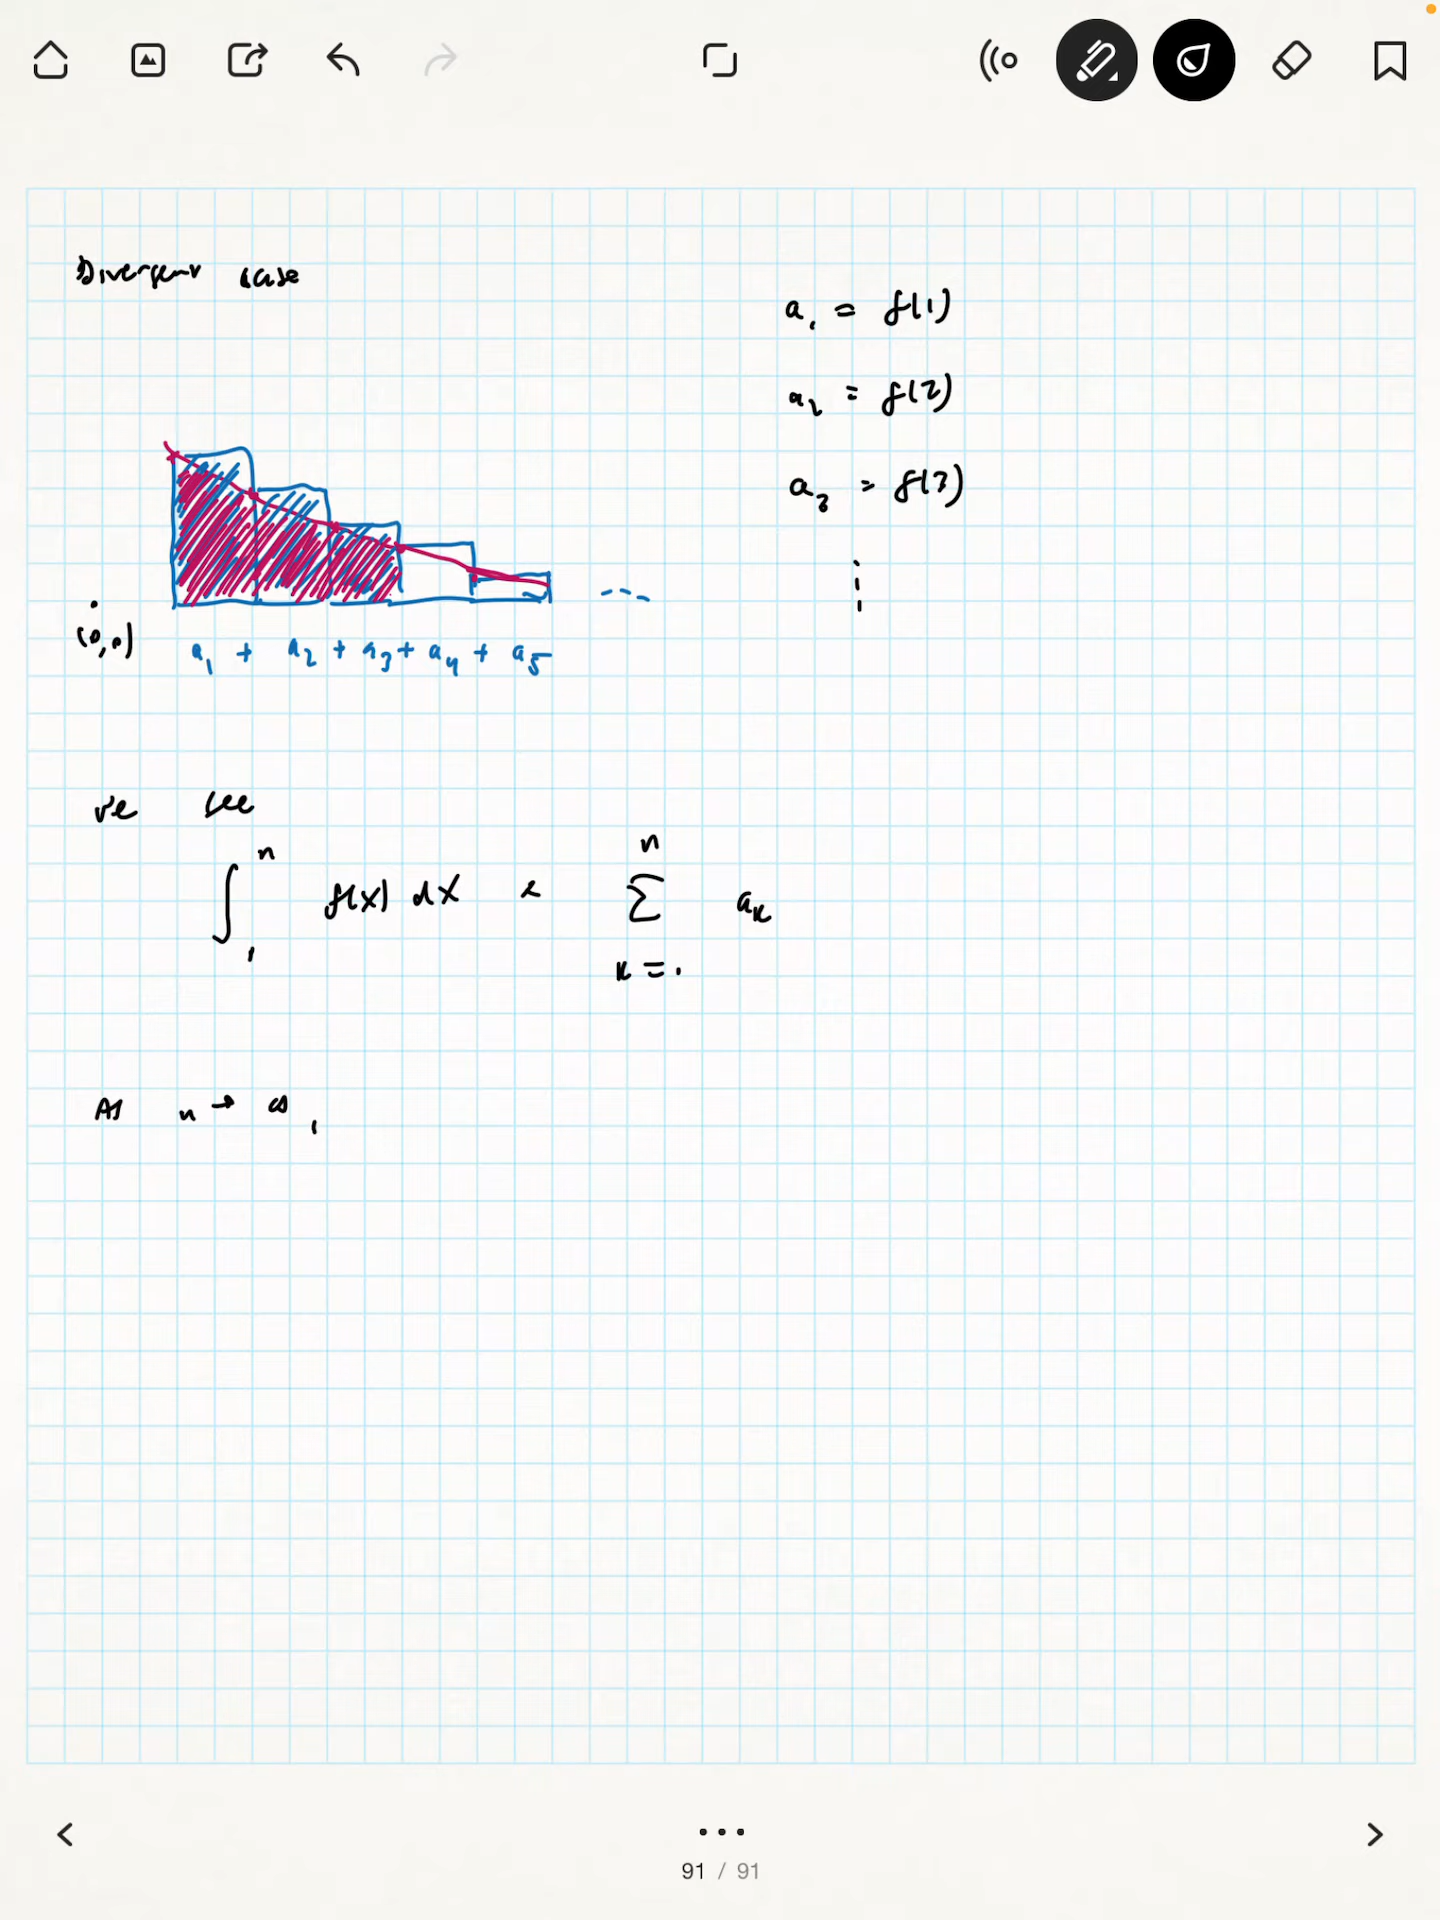 Divergent case
a₁ = f(1)
a₂ = f(2)
a₃ = f(3)
⋮
(0,0)
a₁ + a₂ + a₃ + a₄ + a₅
...
we see
∫₁ⁿ f(x) dx < ∑ₖ₌₁ⁿ aₖ
As n → ∞,
91 / 91